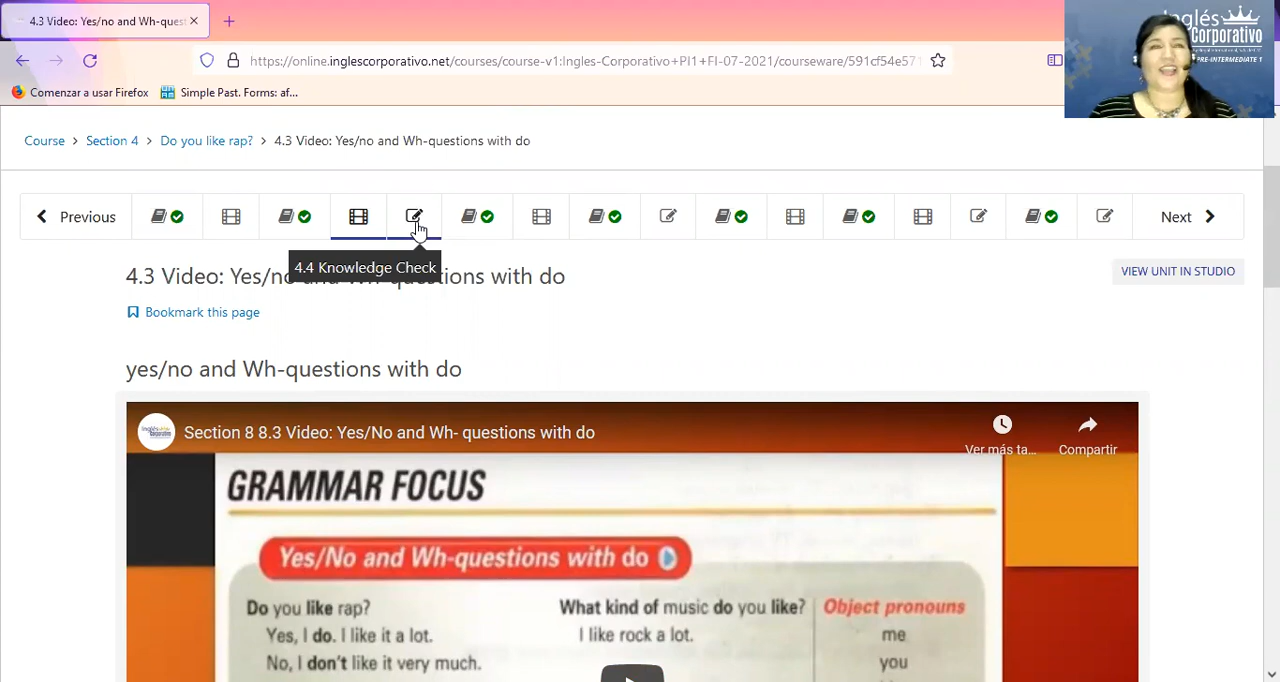 4.3 Video: Yes/no and Wh-quest
https://online.inglescorporativo.net/courses/course-v1:Ingles-Corporativo+PI1+FI-07-2021/courseware/591cf54e571
Comenzar a usar Firefox
Simple Past. Forms: af...
Inglés
Corporativo
PRE-INTERMEDIATE 1
Course > Section 4 > Do you like rap? > 4.3 Video: Yes/no and Wh-questions with do
Previous
Next
4.4 Knowledge Check
4.3 Video: Yes/no and Wh-questions with do
VIEW UNIT IN STUDIO
Bookmark this page
yes/no and Wh-questions with do
Section 8 8.3 Video: Yes/No and Wh- questions with do
Ver más ta...
Compartir
GRAMMAR FOCUS
Yes/No and Wh-questions with do
Do you like rap?
Yes, I do. I like it a lot.
No, I don't like it very much.
What kind of music do you like?
I like rock a lot.
Object pronouns
me
you